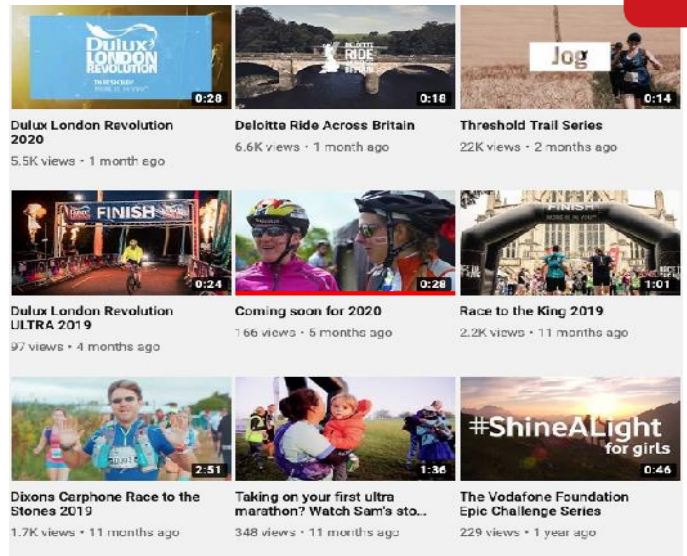 Dulux
LONDON
REVOLUTION
THRESHOLD
MORE IS IN YOU
0:28
RIDE
0:18
Jog
0:14
Dulux London Revolution
2020
5.5K views • 1 month ago
Deloitte Ride Across Britain
6.6K views • 1 month ago
Threshold Trail Series
22K views • 2 months ago
FINISH
0:24
0:28
1:01
Dulux London Revolution
ULTRA 2019
97 views • 4 months ago
Coming soon for 2020
166 views • 5 months ago
Race to the King 2019
2.2K views • 11 months ago
2:51
1:36
#ShineALight
for girls
0:46
Dixons Carphone Race to the
Stones 2019
1.7K views • 11 months ago
Taking on your first ultra
marathon? Watch Sam's sto...
348 views • 11 months ago
The Vodafone Foundation
Epic Challenge Series
229 views • 1 year ago